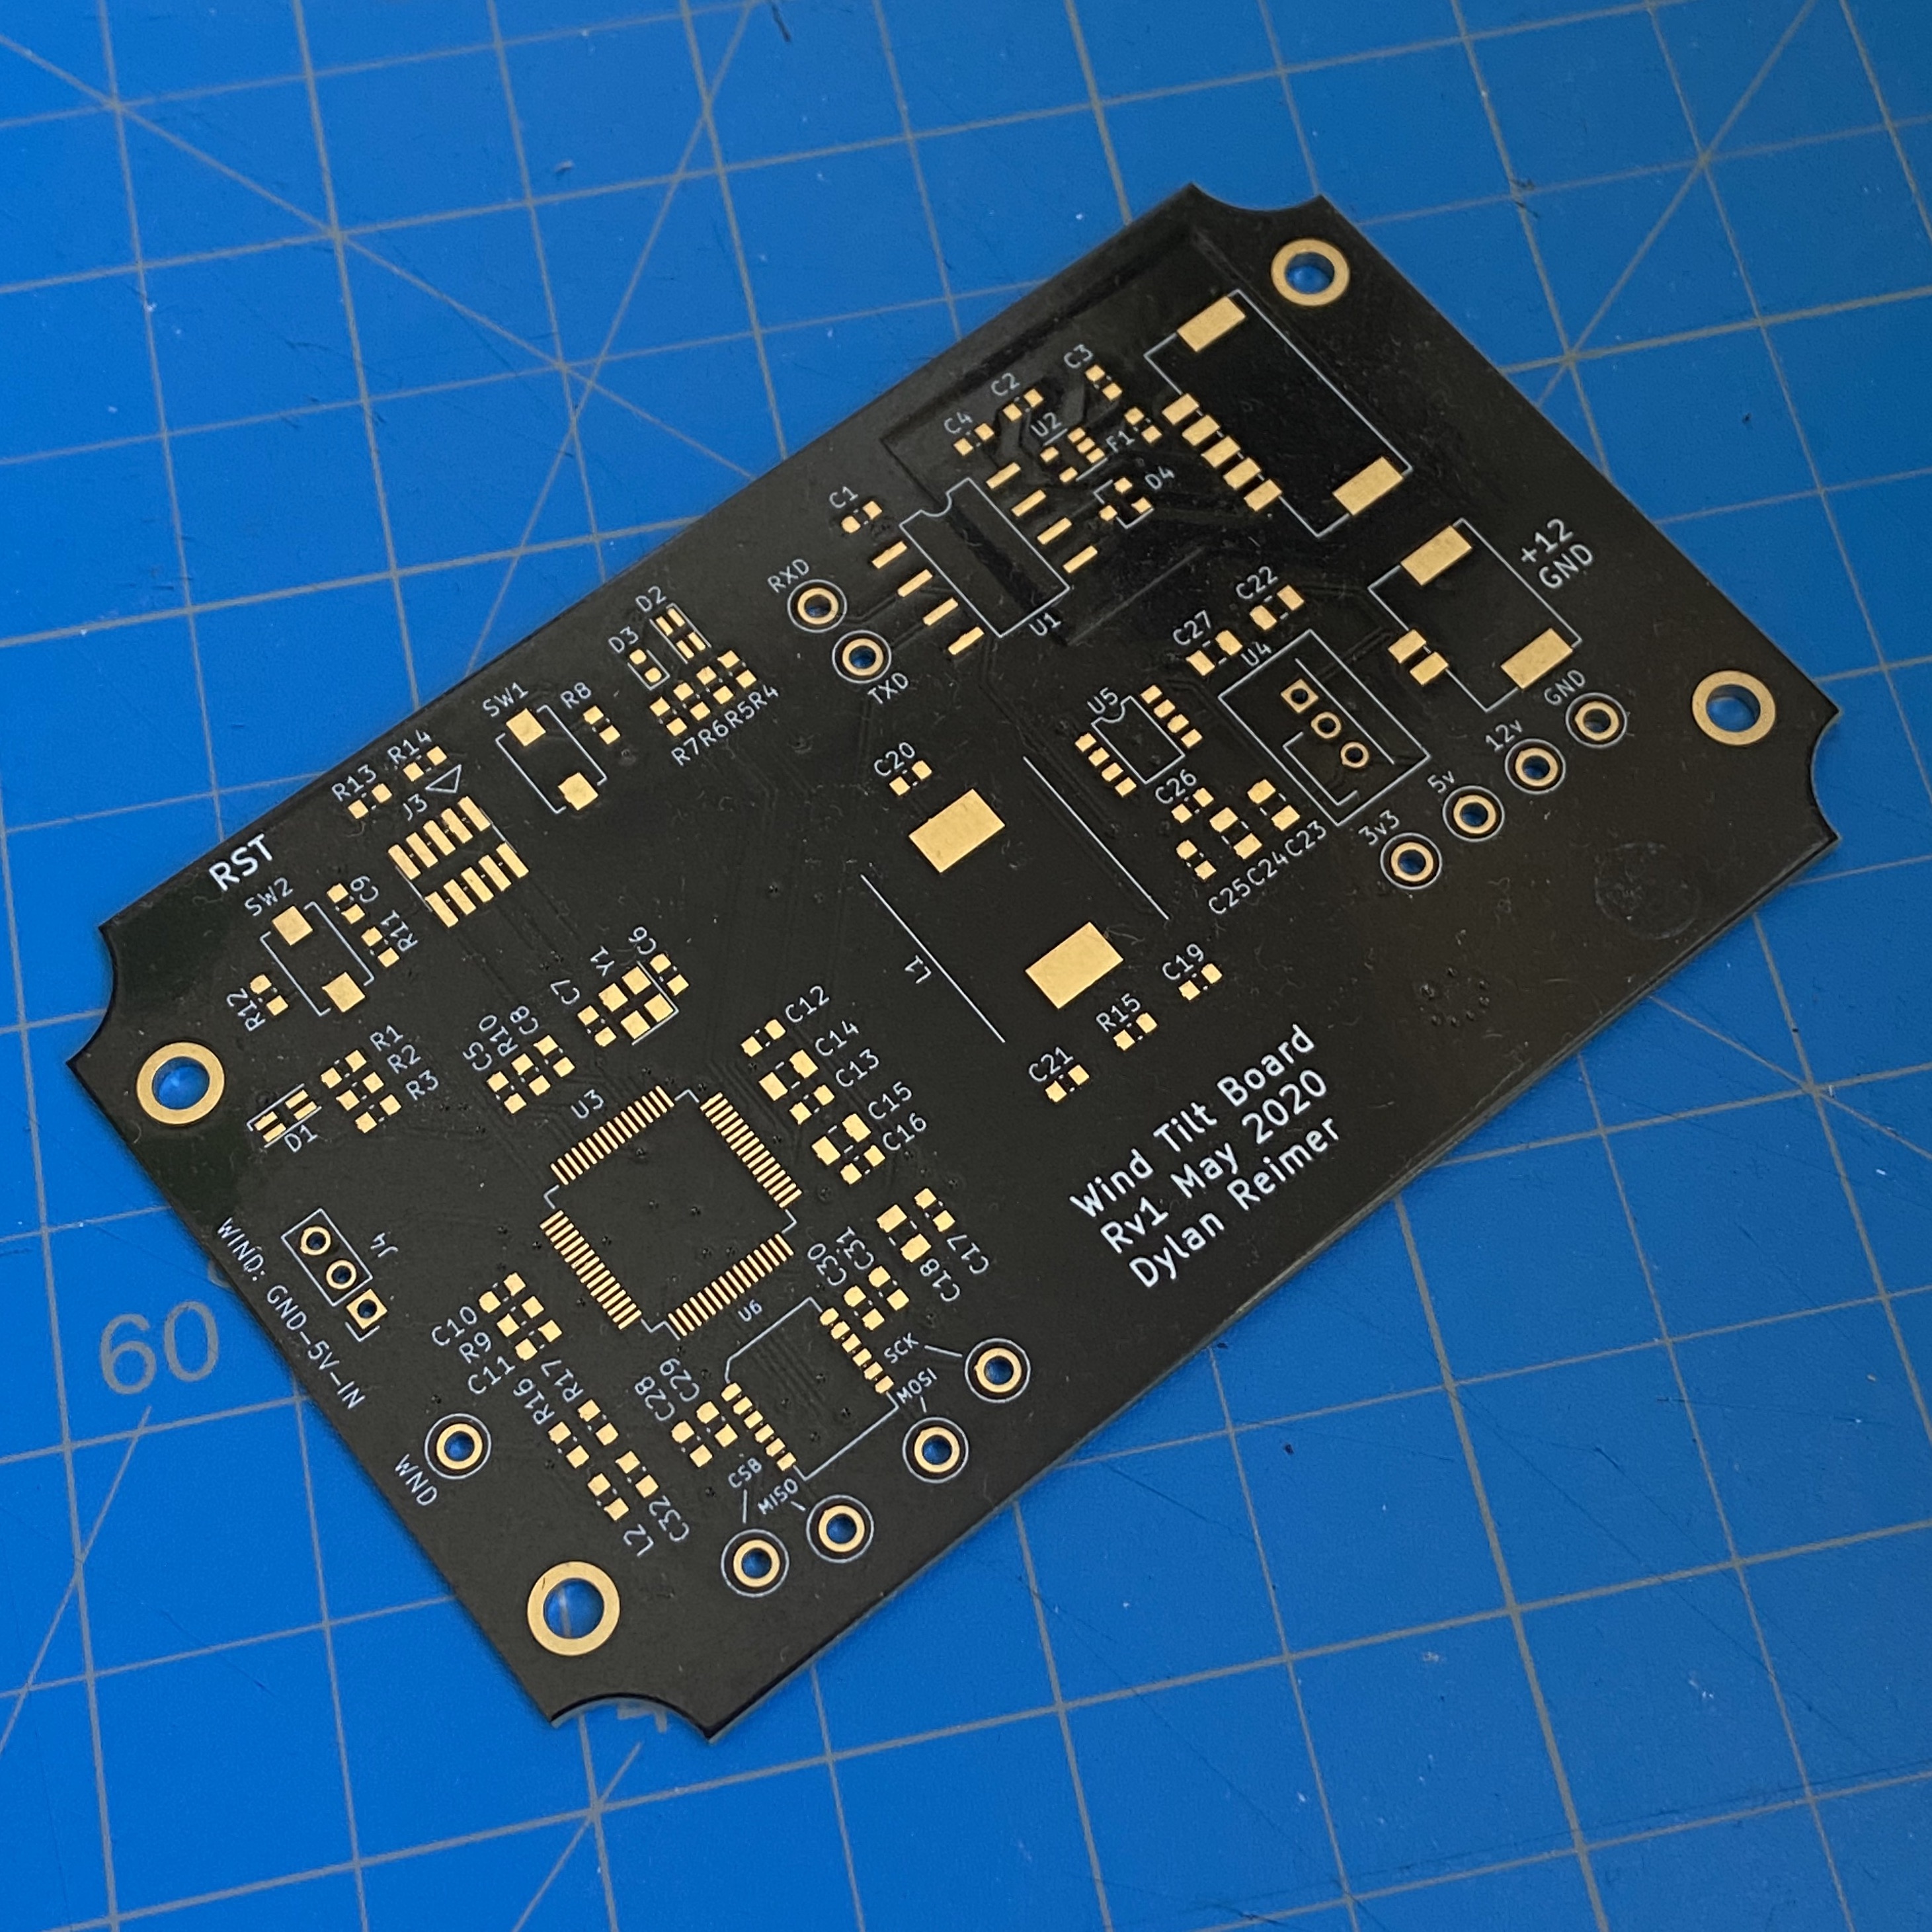 C3
C2
C4
U2
F1
D4
C1
U1
+12
GND
RXD
TXD
D2
D3
C22
C27
U4
U5
GND
12v
5v
3v3
SW1
R8
R7R6R5R4
C20
C26
C25C24C23
R14
R13
J3
RST
SW2
C9
R11
R12
L1
C19
R15
C21
C6
Y1
C7
C8
R10
C5
R1
R2
R3
D1
U3
C12
C14
C13
C15
C16
C17
C18
C31
C30
U6
Wind Tilt Board
Rv1 May 2020
Dylan Reimer
J4
WIND: GND-5V-IN
C10
R9
C11
R17
R16
C29
C28
SCK
MOSI
CSB
MISO
WND
L2
C32
60